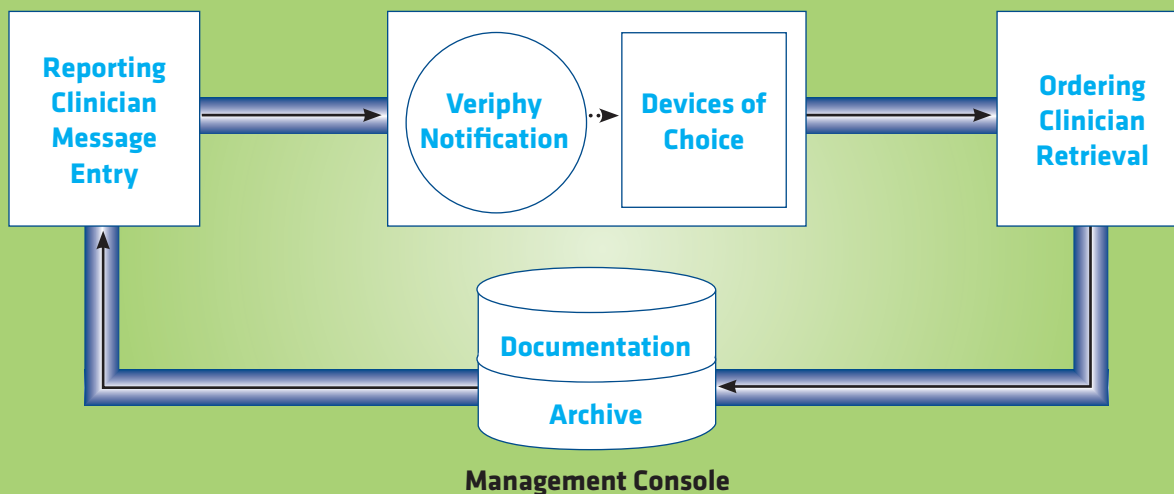 Reporting
Clinician
Message
Entry
Veriphy
Notification
Devices of
Choice
Ordering
Clinician
Retrieval
Documentation
Archive
Management Console